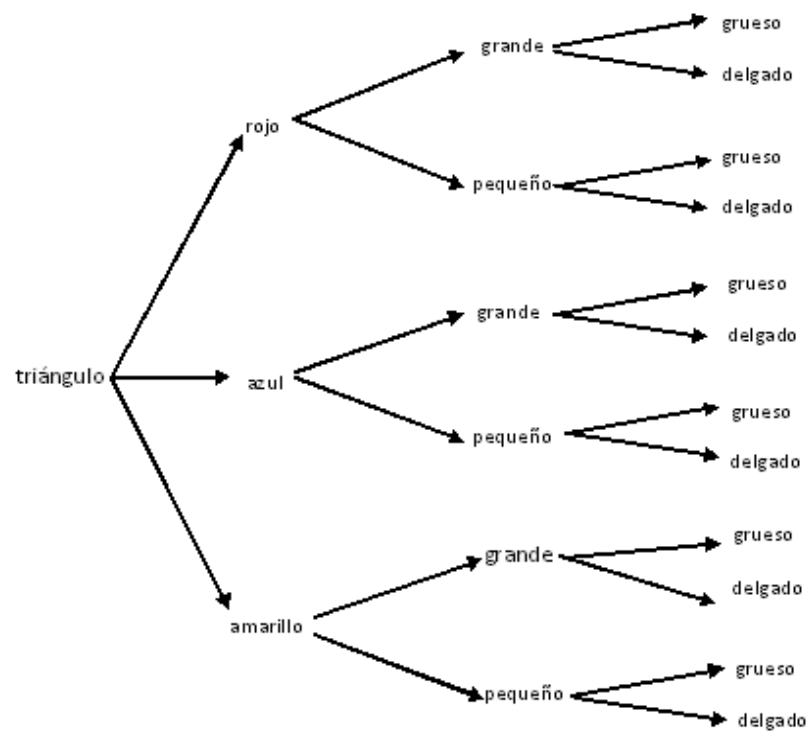 grueso
grande
delgado
rojo
grueso
pequeño
delgado
grueso
grande
delgado
triángulo
azul
grueso
pequeño
delgado
grueso
grande
delgado
amarillo
grueso
pequeño
delgado